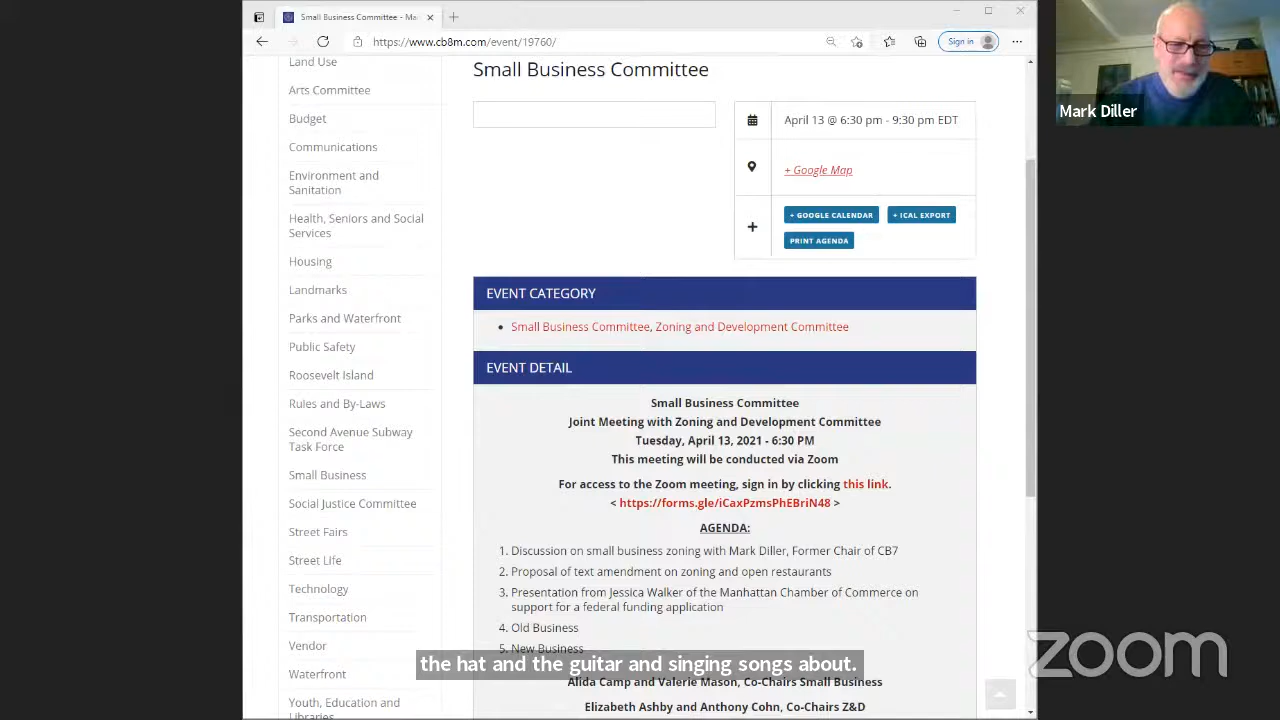 Small Business Committee - Ma
https://www.cb8m.com/event/19760/
Sign in
Land Use
Arts Committee
Budget
Communications
Environment and
Sanitation
Health, Seniors and Social
Services
Housing
Landmarks
Parks and Waterfront
Public Safety
Roosevelt Island
Rules and By-Laws
Second Avenue Subway
Task Force
Small Business
Social Justice Committee
Street Fairs
Street Life
Technology
Transportation
Vendor
Waterfront
Youth, Education and
Libraries
Small Business Committee
April 13 @ 6:30 pm - 9:30 pm EDT
+ Google Map
+ GOOGLE CALENDAR
+ ICAL EXPORT
PRINT AGENDA
EVENT CATEGORY
• Small Business Committee, Zoning and Development Committee
EVENT DETAIL
Small Business Committee
Joint Meeting with Zoning and Development Committee
Tuesday, April 13, 2021 - 6:30 PM
This meeting will be conducted via Zoom
For access to the Zoom meeting, sign in by clicking this link.
< https://forms.gle/iCaxPzmsPhEBriN48 >
AGENDA:
1. Discussion on small business zoning with Mark Diller, Former Chair of CB7
2. Proposal of text amendment on zoning and open restaurants
3. Presentation from Jessica Walker of the Manhattan Chamber of Commerce on
support for a federal funding application
4. Old Business
5. New Business
the hat and the guitar and singing songs about.
Alida Camp and Valerie Mason, Co-Chairs Small Business
Elizabeth Ashby and Anthony Cohn, Co-Chairs Z&D
Mark Diller
zoom